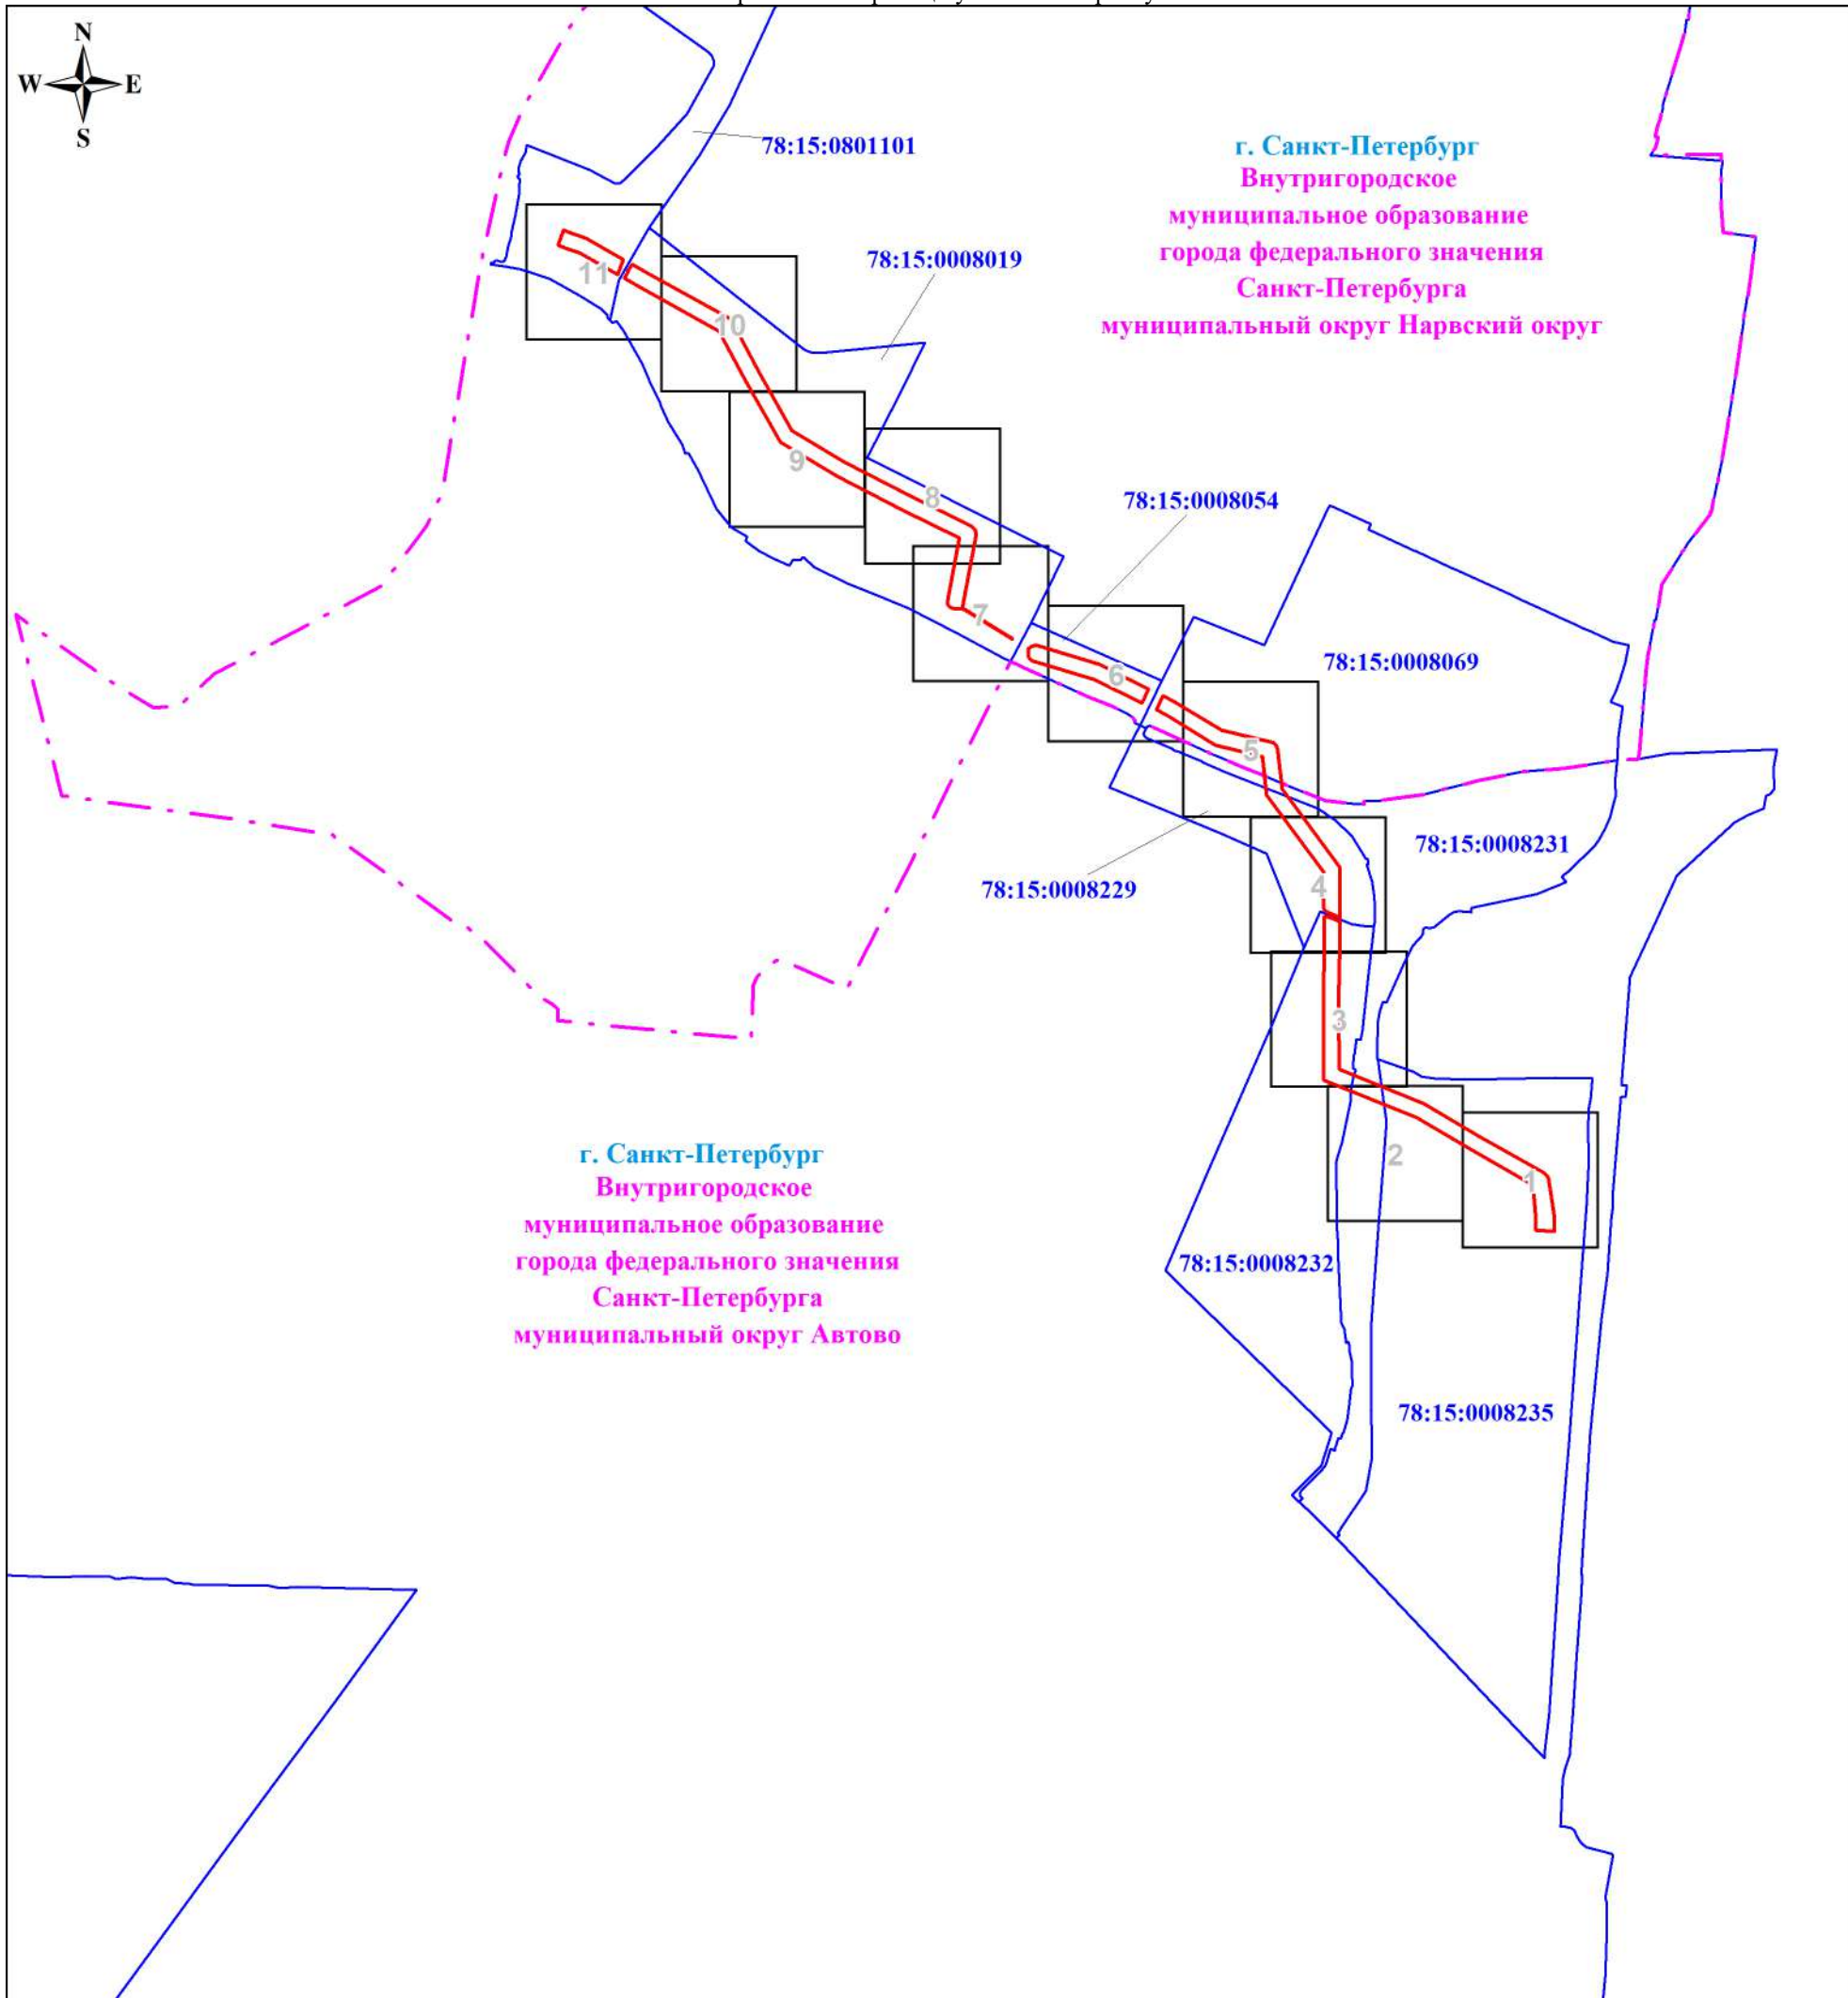 N
W E
S
78:15:0801101
г. Санкт-Петербург
Внутригородское
муниципальное образование
города федерального значения
Санкт-Петербурга
муниципальный округ Нарвский округ
78:15:0008019
11
10
9
8
78:15:0008054
7
6
78:15:0008069
5
78:15:0008231
4
78:15:0008229
3
г. Санкт-Петербург
Внутригородское
муниципальное образование
города федерального значения
Санкт-Петербурга
муниципальный округ Автово
2
1
78:15:0008232
78:15:0008235